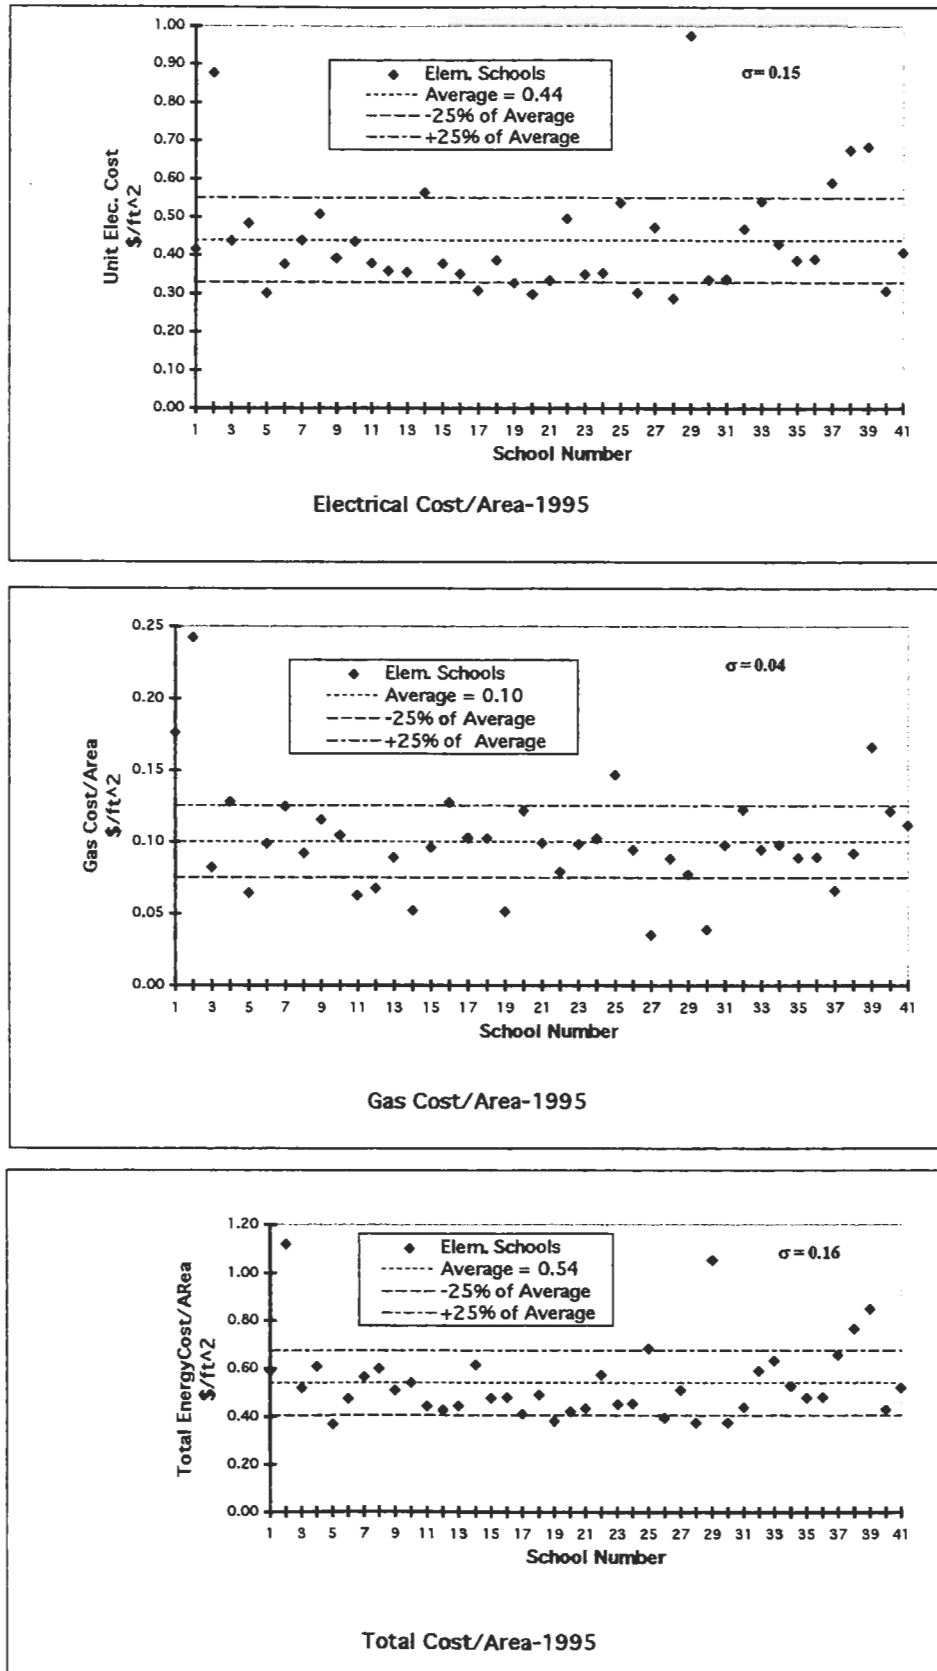 1.00
0.90
0.80
0.70
0.60
0.50
0.40
0.30
0.20
0.10
0.00
Unit Elec. Cost
$/ft^2
Elem. Schools
Average = 0.44
-25% of Average
+25% of Average
σ= 0.15
1 3 5 7 9 11 13 15 17 19 21 23 25 27 29 31 33 35 37 39 41
School Number
Electrical Cost/Area-1995
0.25
0.20
0.15
0.10
0.05
0.00
Gas Cost/Area
$/ft^2
Elem. Schools
Average = 0.10
-25% of Average
+25% of Average
σ = 0.04
1 3 5 7 9 11 13 15 17 19 21 23 25 27 29 31 33 35 37 39 41
School Number
Gas Cost/Area-1995
1.20
1.00
0.80
0.60
0.40
0.20
0.00
Total EnergyCost/ARea
$/ft^2
Elem. Schools
Average = 0.54
-25% of Average
+25% of Average
σ= 0.16
1 3 5 7 9 11 13 15 17 19 21 23 25 27 29 31 33 35 37 39 41
School Number
Total Cost/Area-1995